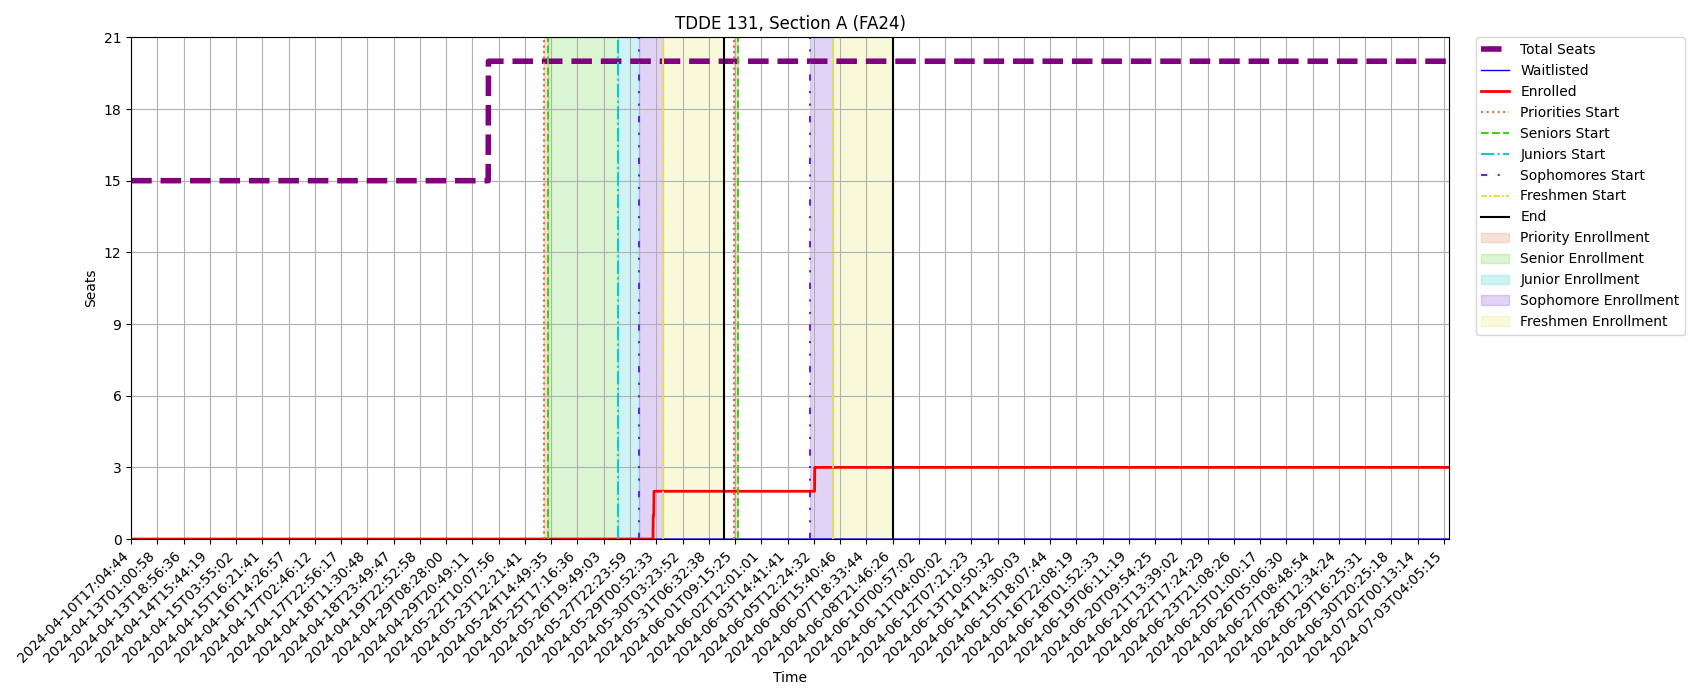 TDDE 131, Section A (FA24)
21
18
15
12
9
6
3
0
Seats
2024-04-10T17:04:44
2024-04-13T01:00:58
2024-04-13T18:56:36
2024-04-14T15:44:19
2024-04-15T03:55:02
2024-04-15T16:21:41
2024-04-16T14:26:57
2024-04-17T02:46:12
2024-04-17T22:56:17
2024-04-18T11:30:48
2024-04-18T23:49:47
2024-04-19T22:52:58
2024-04-29T08:28:00
2024-04-29T20:49:11
2024-05-22T10:07:56
2024-05-23T12:21:41
2024-05-24T14:49:35
2024-05-25T17:16:36
2024-05-26T19:49:03
2024-05-27T22:23:59
2024-05-29T00:52:33
2024-05-30T03:23:52
2024-05-31T06:32:38
2024-06-01T09:15:25
2024-06-02T12:01:01
2024-06-03T14:41:41
2024-06-05T12:24:32
2024-06-06T15:40:46
2024-06-07T18:33:44
2024-06-08T21:46:26
2024-06-10T00:57:02
2024-06-11T04:00:02
2024-06-12T07:21:23
2024-06-13T10:50:32
2024-06-14T14:30:03
2024-06-15T18:07:44
2024-06-16T22:08:19
2024-06-18T01:52:33
2024-06-19T06:11:19
2024-06-20T09:54:25
2024-06-21T13:39:02
2024-06-22T17:24:29
2024-06-23T21:08:26
2024-06-25T01:00:17
2024-06-26T05:06:30
2024-06-27T08:48:54
2024-06-28T12:34:24
2024-06-29T16:25:31
2024-06-30T20:25:18
2024-07-02T00:13:14
2024-07-03T04:05:15
Time
Total Seats
Waitlisted
Enrolled
Priorities Start
Seniors Start
Juniors Start
Sophomores Start
Freshmen Start
End
Priority Enrollment
Senior Enrollment
Junior Enrollment
Sophomore Enrollment
Freshmen Enrollment